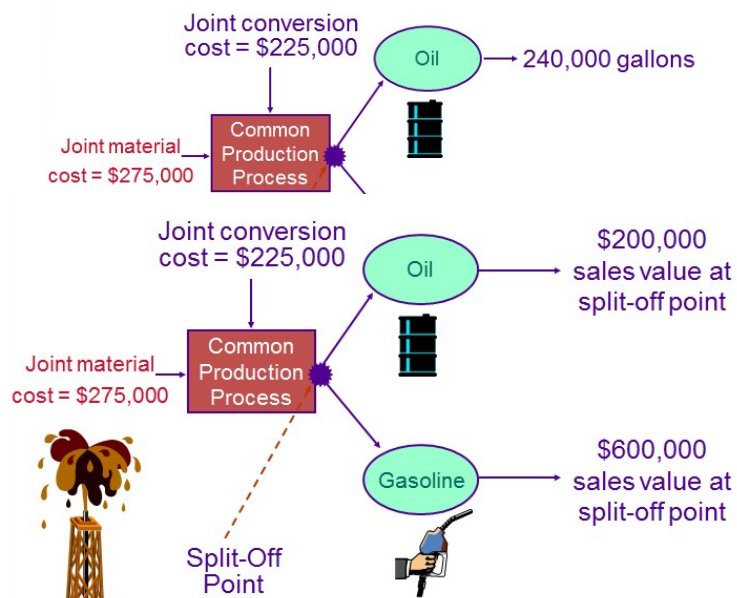 Joint conversion
cost = $225,000
Oil
240,000 gallons
Joint material
cost = $275,000
Common
Production
Process
Joint conversion
cost = $225,000
Oil
$200,000
sales value at
split-off point
Joint material
cost = $275,000
Common
Production
Process
Gasoline
$600,000
sales value at
split-off point
Split-Off
Point